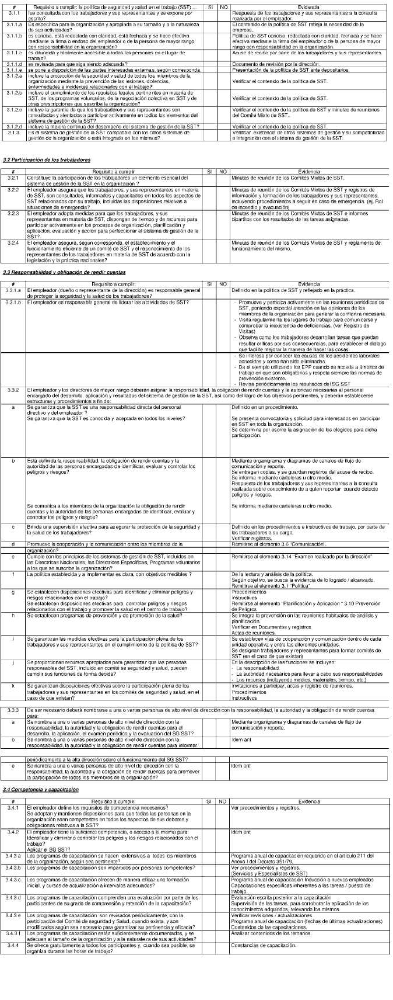 # Requisito a cumplir: la política de seguridad y salud en el trabajo (SST) ... SI NO Evidencia
3.1.1 fue consultada con los trabajadores y sus representantes y se expone por Respuesta de los trabajadores y sus representantes a la consulta
escrito? realizada por el empleador.
3.1.1.a Es específica para la organización y apropiada a su tamaño y a la naturaleza El contenido de la política de SST refleja la necesidad de la
de sus actividades? empresa.
3.1.1.b es concisa, está redactada con claridad, está fechada y se hace efectiva Política de SST concisa, redactada con claridad, fechada y se hace
mediante la firma o endoso del empleador o de la persona de mayor rango efectiva mediante la firma del empleador o de la persona de mayor
con responsabilidad en la organización? rango con responsabilidad en la organización.
3.1.1.c es difundida y fácilmente accesible a todas las personas en el lugar de Acuse de recibo por parte de los trabajadores y sus representantes.
trabajo?
3.1.1.d es revisada para que siga siendo adecuada? Documento de revisión por la dirección.
3.1.1.e se pone a disposición de las partes interesadas externas, según corresponda. Presentación de la política de SST ante depositarios.
3.1.2.a incluye la protección de la seguridad y salud de todos los miembros de la
organización mediante la prevención de las lesiones, dolencias, Verificar el contenido de la política de SST.
enfermedades e incidentes relacionados con el trabajo?
3.1.2.b incluye el cumplimiento de los requisitos legales pertinentes en materia de
SST, de los programas voluntarios, de la negociación colectiva en SST y de Verificar el contenido de la política de SST.
otras prescripciones que suscriba la organización?
3.1.2.c incluye la garantía de que los trabajadores y sus representantes son Verificar el contenido de la política de SST y minutas de reuniones
consultados y alentados a participar activamente en todos los elementos del del Comité Mixto de SST..
sistema de gestión de la SST?
3.1.2.d incluye la mejora continua del desempeño del sistema de gestión de la SST? Verificar el contenido de la política de SST.
3.1.3. Es el sistema de gestión de la SST compatible con los otros sistemas de Verificar existencia de otros sistemas de gestión y su compatibilidad
gestión de la organización o está integrado en los mismos? e integración con el sistema de gestión de la SST.
3.2 Participación de los trabajadores
# Requisito a cumplir SI NO Evidencia
3.2.1 Constituye la participación de los trabajadores un elemento esencial del Minutas de reunión de los Comités Mixtos de SST.
sistema de gestión de la SST en la organización ?
3.2.2 El empleador asegura que los trabajadores, y sus representantes en materia Minutas de reunión de los Comités Mixtos de SST y registros de
de SST, son consultados, informados y capacitados en todos los aspectos de información y formación de los trabajadores y sus representantes,
SST relacionados con su trabajo, incluidas las disposiciones relativas a incluyendo procedimientos a seguir en caso de emergencia. (ej, Rol
situaciones de emergencia? de incendio y evacuación)
3.2.3 El empleador adopta medidas para que los trabajadores, y sus Minutas de reunión de los Comités Mixtos de SST e informes
representantes en materia de SST, dispongan de tiempo y de recursos para bipartitos con los resultados de las tareas asignadas.
participar activamente en los procesos de organización, planificación y
aplicación, evaluación y acción para perfeccionar el sistema de gestión de la
SST?
3.2.4 El empleador asegura, según corresponda, el establecimiento y el Minutas de reunión de los Comités Mixtos de SST y reglamento de
funcionamiento eficiente de un comité de SST y el reconocimiento de los funcionamiento del mismo.
representantes de los trabajadores en materia de SST de acuerdo con la
legislación y la práctica nacionales?
3.3 Responsabilidad y obligación de rendir cuentas
# Requisito a cumplir: SI NO Evidencia
3.3.1.a El empleador (dueño o representante de la dirección) es responsable general Definido en la política de SST y reflejado en la práctica.
de proteger la seguridad y la salud de los trabajadores?
3.3.1.b El empleador es responsable general de liderar las actividades de SST? - Promueve y participa activamente en las reuniones periódicas de
SST, poniendo especial atención en las opiniones de los
miembros de la organización para generar la confianza necesaria.
- Visita regularmente los lugares de trabajo para comunicarse y
comprobar la inexistencia de deficiencias. (ver Registro de
Visitas)
- Observa como los trabajadores desarrollan tareas que puedan
resultar críticas por sus consecuencias, para establecer el dialogo
que facilite mejorar la manera de hacer las cosas.
- Se interesa por conocer las causas de los accidentes laborales
acaecidos y como han sido eliminadas.
- Da el ejemplo utilizando los EPP cuando se acceda a ámbitos de
trabajo en que son obligatorios y respeta siempre las normas de
prevención existente.
- Revisa periódicamente los resultados del SG SST
3.3.2 El empleador y los directores de mayor rango deberán asignar la responsabilidad, la obligación de rendir cuentas y la autoridad necesarias al personal
encargado del desarrollo, aplicación y resultados del sistema de gestión de la SST, así como del logro de los objetivos pertinentes, y deberán establecerse
estructuras y procedimientos a fin de:
a Se garantiza que la SST es una responsabilidad directa del personal Definido en un procedimiento.
directivo y del empleador ?
Se garantiza que la SST es conocida y aceptada en todos los niveles? Se presenta convocatoria y solicitud para interesados en participar
en SST en toda la organización.
Se determina por escrito la asignación de los elegidos para dicha
participación.
b Está definida la responsabilidad, la obligación de rendir cuentas y la Mediante organigrama y diagramas de canales de flujo de
autoridad de las personas encargadas de identificar, evaluar y controlar los comunicación y reporte.
peligros y riesgos? Se entregan copias, y se guardan registros del acuse de recibo.
Se informa mediante carteleras u otro medio.
Respuesta de los trabajadores y sus representantes a la consulta
realizada sobre conocimiento de a quien reportar cuando detecte
peligros y riesgos.
Se comunica a los miembros de la organización la obligación de rendir Se informa mediante carteleras u otro medio.
cuentas y la autoridad de las personas encargadas de identificar, evaluar y
controlar los peligros y riesgos?
c Brinda una supervisión efectiva para asegurar la protección de la seguridad y Definido en los procedimientos e instructivos de trabajo, por parte de
la salud de los trabajadores? los trabajadores a su cargo.
Verificar registros.
d Promueve la cooperación y la comunicación entre los miembros de la Remitirse al elemento 3.6 “Comunicación”.
organización?
e Cumple con los principios de los sistemas de gestión de SST, incluidos en Remitirse al elemento 3.14 “Examen realizado por la dirección”
las Directrices Nacionales, las Directrices Específicas, Programas voluntarios
a los que se suscribe la organización?
f La política establecida y a implementar es clara, con objetivos medibles ? De la lectura y análisis de la política.
Según objetivo, se busca la evidencia de lo logrado / alcanzado.
Remitirse al elemento 3.1 “Política”
g Se establecen disposiciones efectivas para identificar y eliminar peligros y Procedimientos
riesgos relacionados con el trabajo? Instructivos
Se establecen disposiciones efectivas para controlar peligros y riesgos Remitirse al elemento “Planificación y Aplicación “ 3.10 Prevención
relacionados con el trabajo y promover la salud en el centro de trabajo? de Peligros
h Se establecen programas de prevención y de promoción de la salud? Se integra la prevención en las reuniones habituales de análisis y
planificación.
Verificar en Documentos y registros
Actas de reuniones.
i Se garantizan las medidas efectivas para la participación plena de los Se establecen vías de cooperación y comunicación dentro de cada
trabajadores y sus representantes en el cumplimiento de la política de SST? unidad operativa y entre las diferentes unidades.
Se designan trabajadores y representantes para formar comités de
SST (en el caso de que existan)
j Se proporcionan recursos apropiados para garantizar que las personas En la descripción de las funciones se incluyen:
responsables del SST, incluido en comité se seguridad y salud, pueden - La responsabilidad.
cumplir sus funciones de forma debida? - La autoridad necesarios para llevar a cabo sus responsabilidades
- Los recursos (incluyendo medios, materiales, tiempo, etc.)
k Se garantizan disposiciones efectivas sobre la participación plena de los Invitaciones a participar, actas y registro de reuniones.
trabajadores y sus representantes en los comités de seguridad y salud, en el Procedimientos
caso de que existan? Instructivos
3.3.3 De ser necesario deberá nombrarse a una o varias personas de alto nivel de dirección con la responsabilidad, la autoridad y la obligación de rendir cuentas
para:
a Se nombra a una o varias personas de alto nivel de dirección con la Mediante organigrama y diagramas de canales de flujo de
responsabilidad, la autoridad y la obligación de rendir cuentas para el comunicación y reporte.
desarrollo, la aplicación, el examen periódico y la evaluación del SG SST?
b Se nombra a una o varias personas de alto nivel de dirección con la Idem ant
responsabilidad, la autoridad y la obligación de rendir cuentas para informar
periódicamente a la alta dirección sobre el funcionamiento del SG SST?
c Se nombra a una o varias personas de alto nivel de dirección con la Idem ant
responsabilidad, la autoridad y la obligación de rendir cuentas para promover
la participación de todos los miembros de la organización?
3.4 Competencia y capacitación
# Requisito a cumplir: SI NO Evidencia
3.4.1 El empleador define los requisitos de competencia necesarios? Ver procedimientos y registros.
Se adoptan y mantienen disposiciones para que todas las personas en la
organización sean competentes en todos los aspectos de sus deberes y
obligaciones relativos a la SST?
3.4.2 El empleador tiene la suficiente competencia, o acceso a la misma para: Idem ant
Identificar y eliminar o controlar los peligros y los riesgos relacionados con el
trabajo?
Aplicar el SG SST?
3.4.3 a Los programas de capacitación se hacen extensivos a todos los miembros Programa anual de capacitación requerido en el artículo 211 del
de la organización, según sea pertinente? Anexo I del Decreto 351/79.
3.4.3.b Los programas de capacitación son impartidos por personas competentes? Ver procedimientos y registros.
(Servicios y Especialistas de SST)
3.4.3 c Los programas de capacitación ofrecen de manera eficaz una formación Programa anual de capacitación Inducción a nuevos empleados
inicial, y cursos de actualización a intervalos adecuados? Capacitaciones especificas inherentes a las tareas / puesto de
trabajo.
3.4.3 d Los programas de capacitación comprenden una evaluación por parte de los Evaluación escrita posterior a la capacitación
participantes de su grado de comprensión y retención de la capacitación? Supervisión de las tareas, para corroborar la aplicación de los
conocimientos adquiridos, relevando los mismos.
3.4.3 e Los programas de capacitación son revisados periódicamente, con la Verificar revisiones / actualizaciones
participación del Comité de seguridad y Salud, cuando exista, y son Programa anual de capacitación (fechas de últimas actualizaciones)
modificados según sea necesario para garantizar su pertinencia y eficacia? Contenidos de las capacitaciones.
3.4.3 f Los programas de capacitación están suficientemente documentados, y se Analizar contenidos de los temarios.
adecuan al tamaño de la organización y a la naturaleza de sus actividades?
3.4.4 Se ofrece gratuitamente a todos los participantes y, cuando sea posible, se Constancias de capacitación.
organiza durante las horas de trabajo?